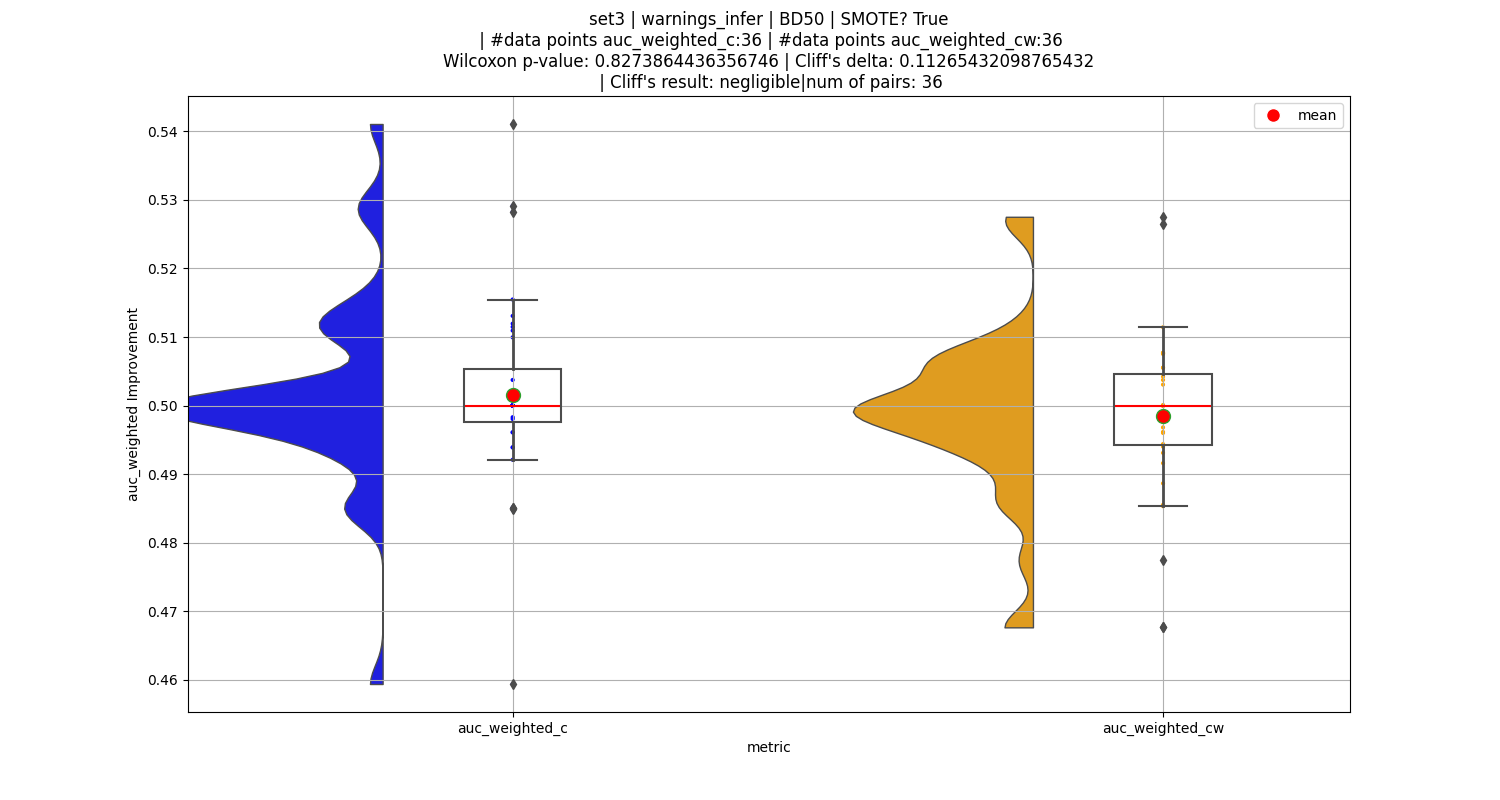 set3 | warnings_infer | BD50 | SMOTE? True
| #data points auc_weighted_c:36 | #data points auc_weighted_cw:36
Wilcoxon p-value: 0.8273864436356746 | Cliff's delta: 0.11265432098765432
| Cliff's result: negligible|num of pairs: 36
mean
0.54
0.53
0.52
0.51
0.50
0.49
0.48
0.47
0.46
auc_weighted Improvement
auc_weighted_c
auc_weighted_cw
metric